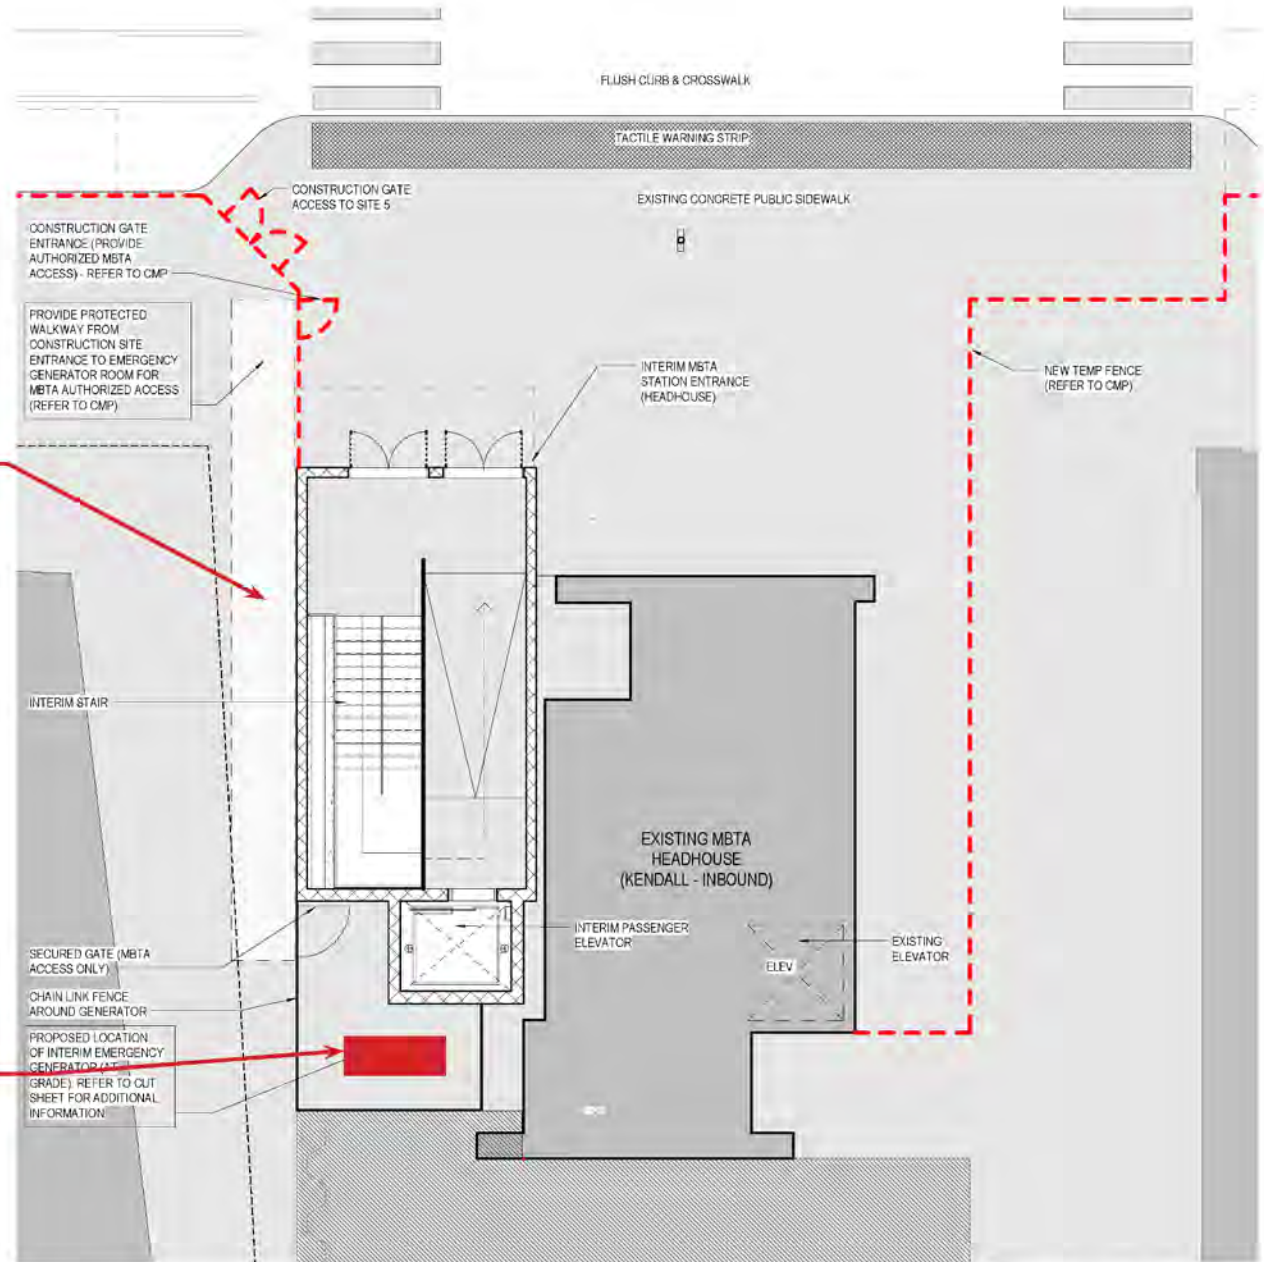 FLUSH CURB & CROSSWALK
TACTILE WARNING STRIP
CONSTRUCTION GATE
ACCESS TO SITE 5
EXISTING CONCRETE PUBLIC SIDEWALK
CONSTRUCTION GATE
ENTRANCE (PROVIDE
AUTHORIZED MBTA
ACCESS) - REFER TO CMP
PROVIDE PROTECTED
WALKWAY FROM
CONSTRUCTION SITE
ENTRANCE TO EMERGENCY
GENERATOR ROOM FOR
MBTA AUTHORIZED ACCESS
(REFER TO CMP)
INTERIM MBTA
STATION ENTRANCE
(HEADHOUSE)
NEW TEMP FENCE
(REFER TO CMP)
INTERIM STAIR
EXISTING MBTA
HEADHOUSE
(KENDALL - INBOUND)
SECURED GATE (MBTA
ACCESS ONLY)
INTERIM PASSENGER
ELEVATOR
EXISTING
ELEVATOR
ELEV
CHAIN LINK FENCE
AROUND GENERATOR
PROPOSED LOCATION
OF INTERIM EMERGENCY
GENERATOR (AT
GRADE). REFER TO CUT
SHEET FOR ADDITIONAL
INFORMATION